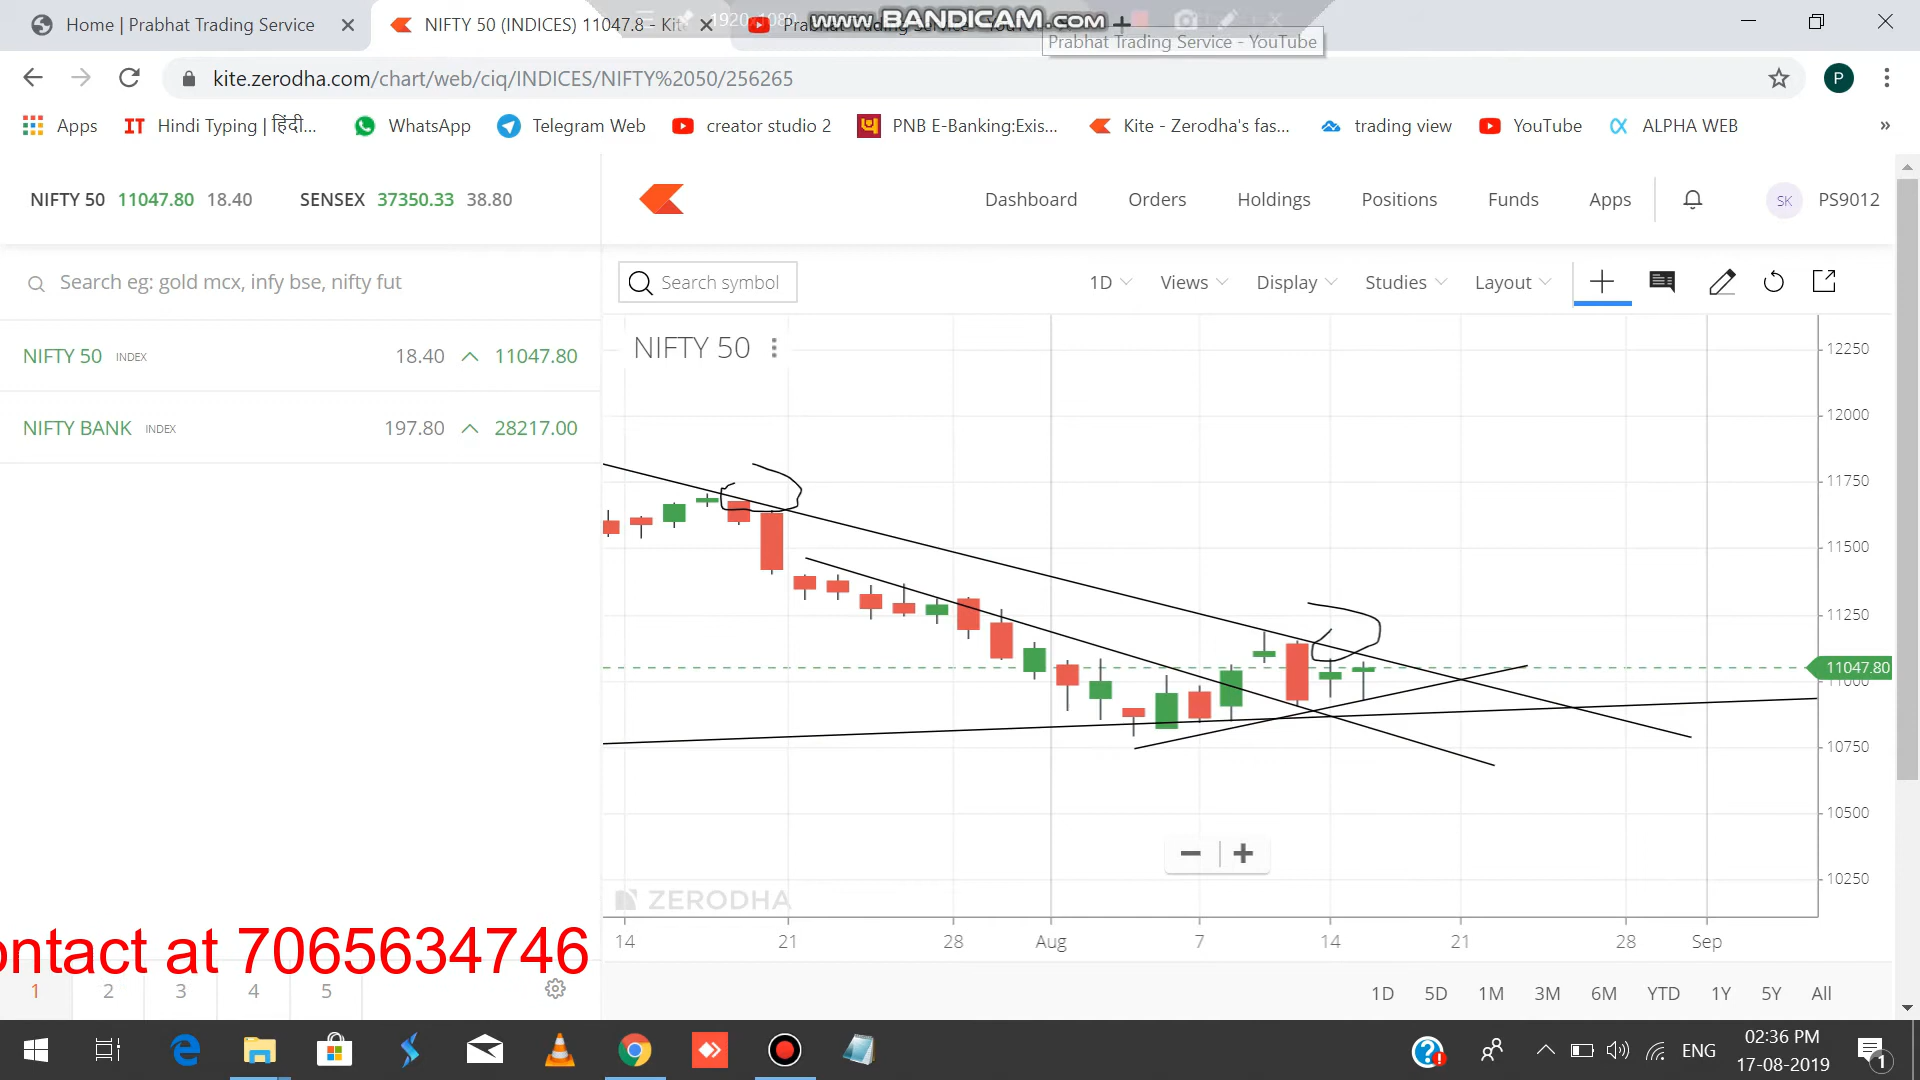 Home | Prabhat Trading Service
NIFTY 50 (INDICES) 11047.8 - Kit
1920 1080
www.BANDICAM.com
Prabhat Trading Service - YouTube
kite.zerodha.com/chart/web/ciq/INDICES/NIFTY%2050/256265
P
Apps
IT Hindi Typing | हिंदी...
WhatsApp
Telegram Web
creator studio 2
PNB E-Banking:Exis...
Kite - Zerodha's fas...
trading view
YouTube
ALPHA WEB
»
NIFTY 50 11047.80 18.40
SENSEX 37350.33 38.80
Dashboard
Orders
Holdings
Positions
Funds
Apps
SK
PS9012
Search eg: gold mcx, infy bse, nifty fut
Search symbol
1D
Views
Display
Studies
Layout
NIFTY 50 INDEX 18.40 11047.80
NIFTY BANK INDEX 197.80 28217.00
NIFTY 50
12250
12000
11750
11500
11250
11047.80
11000
10750
10500
10250
ZERODHA
14 21 28 Aug 7 14 21 28 Sep
ontact at 7065634746
1 2 3 4 5
1D 5D 1M 3M 6M YTD 1Y 5Y All
ENG
02:36 PM
17-08-2019
1